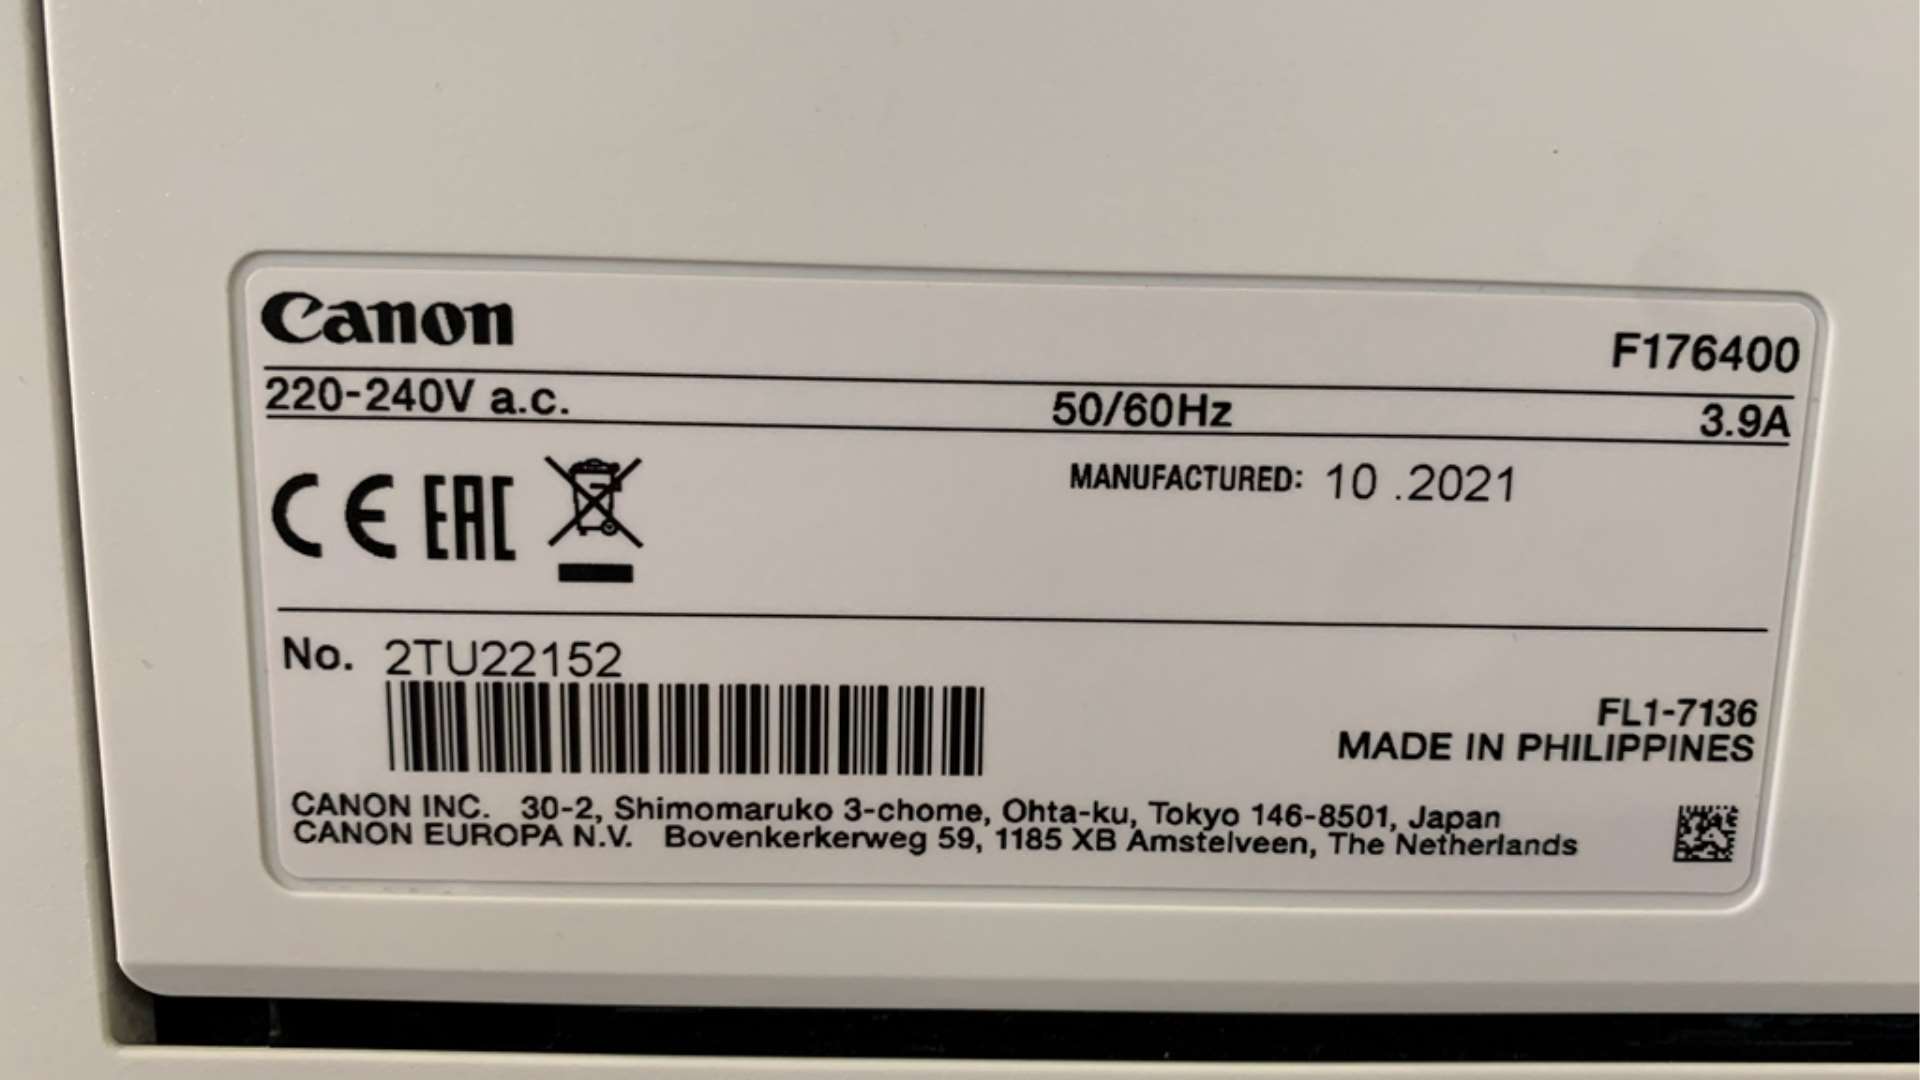 Canon
F176400
220-240V a.c. 50/60Hz 3.9A
MANUFACTURED: 10 .2021
CE EAC
No. 2TU22152
FL1-7136
MADE IN PHILIPPINES
CANON INC. 30-2, Shimomaruko 3-chome, Ohta-ku, Tokyo 146-8501, Japan
CANON EUROPA N.V. Bovenkerkerweg 59, 1185 XB Amstelveen, The Netherlands